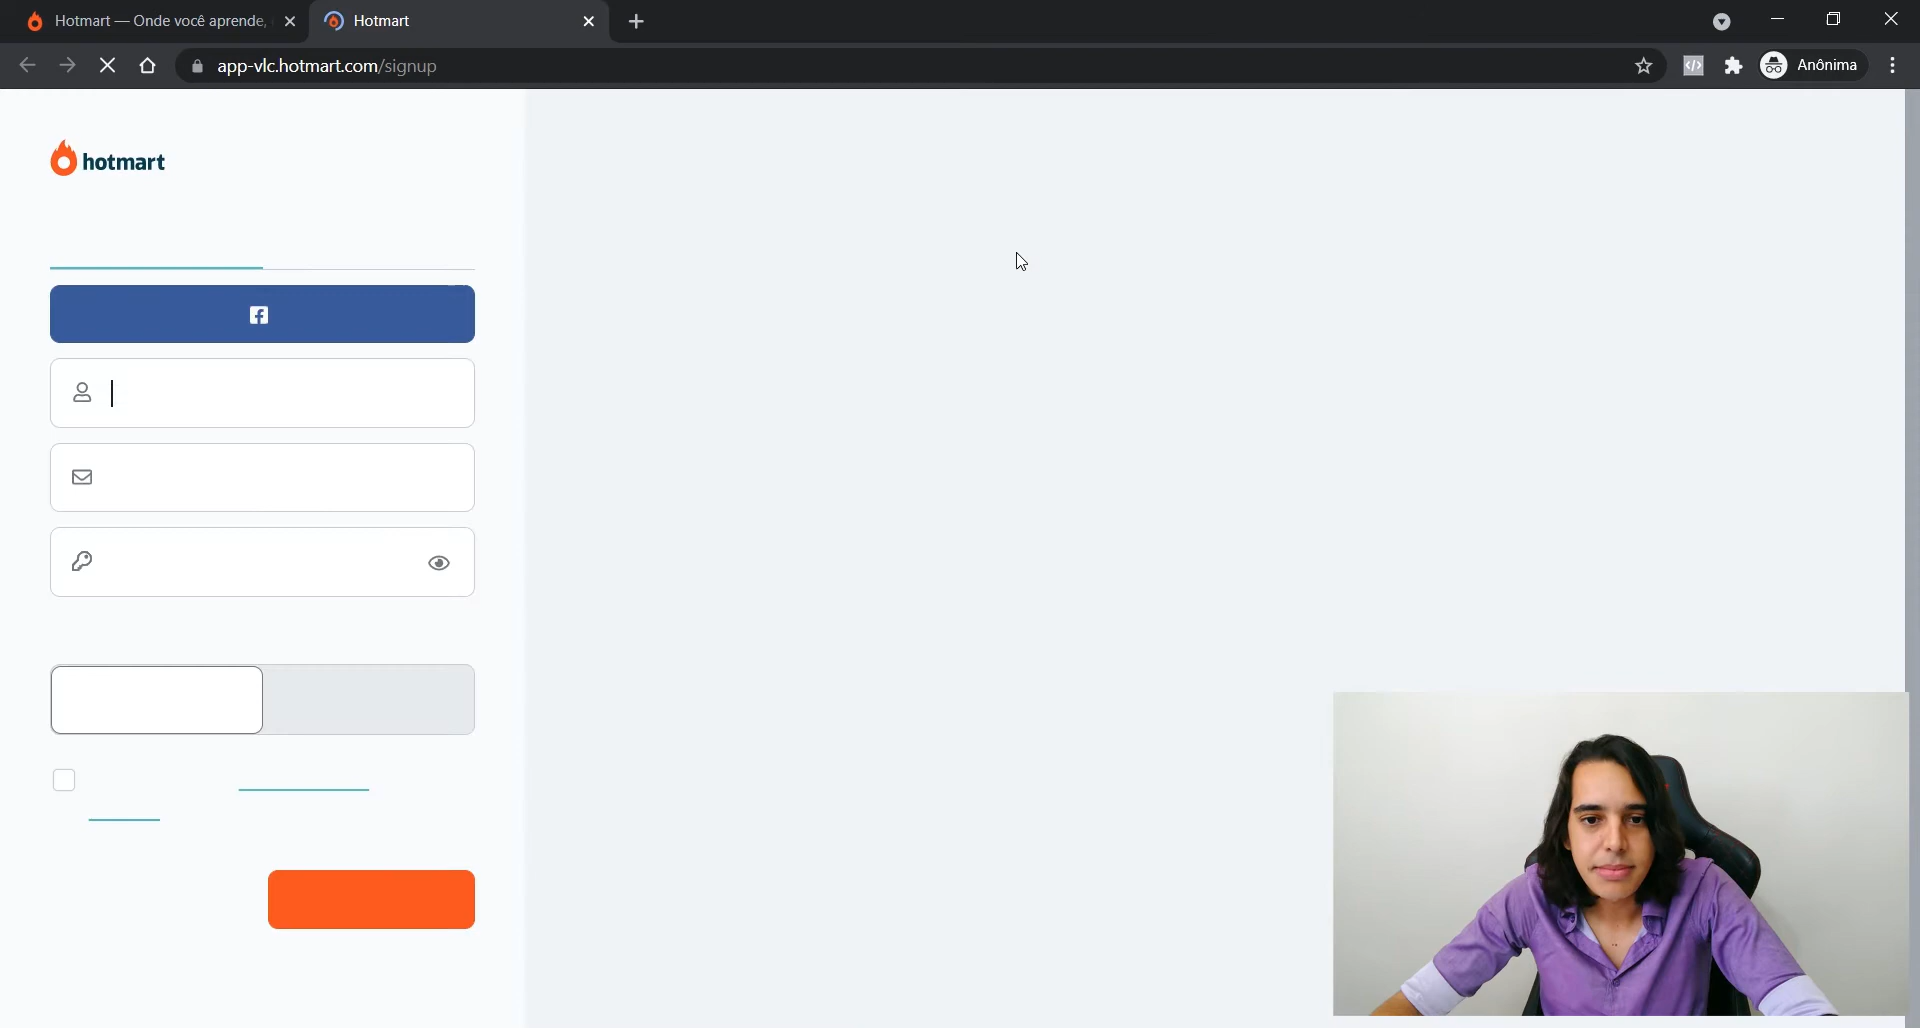 Hotmart — Onde você aprende,
Hotmart
app-vlc.hotmart.com/signup
Anônima
hotmart